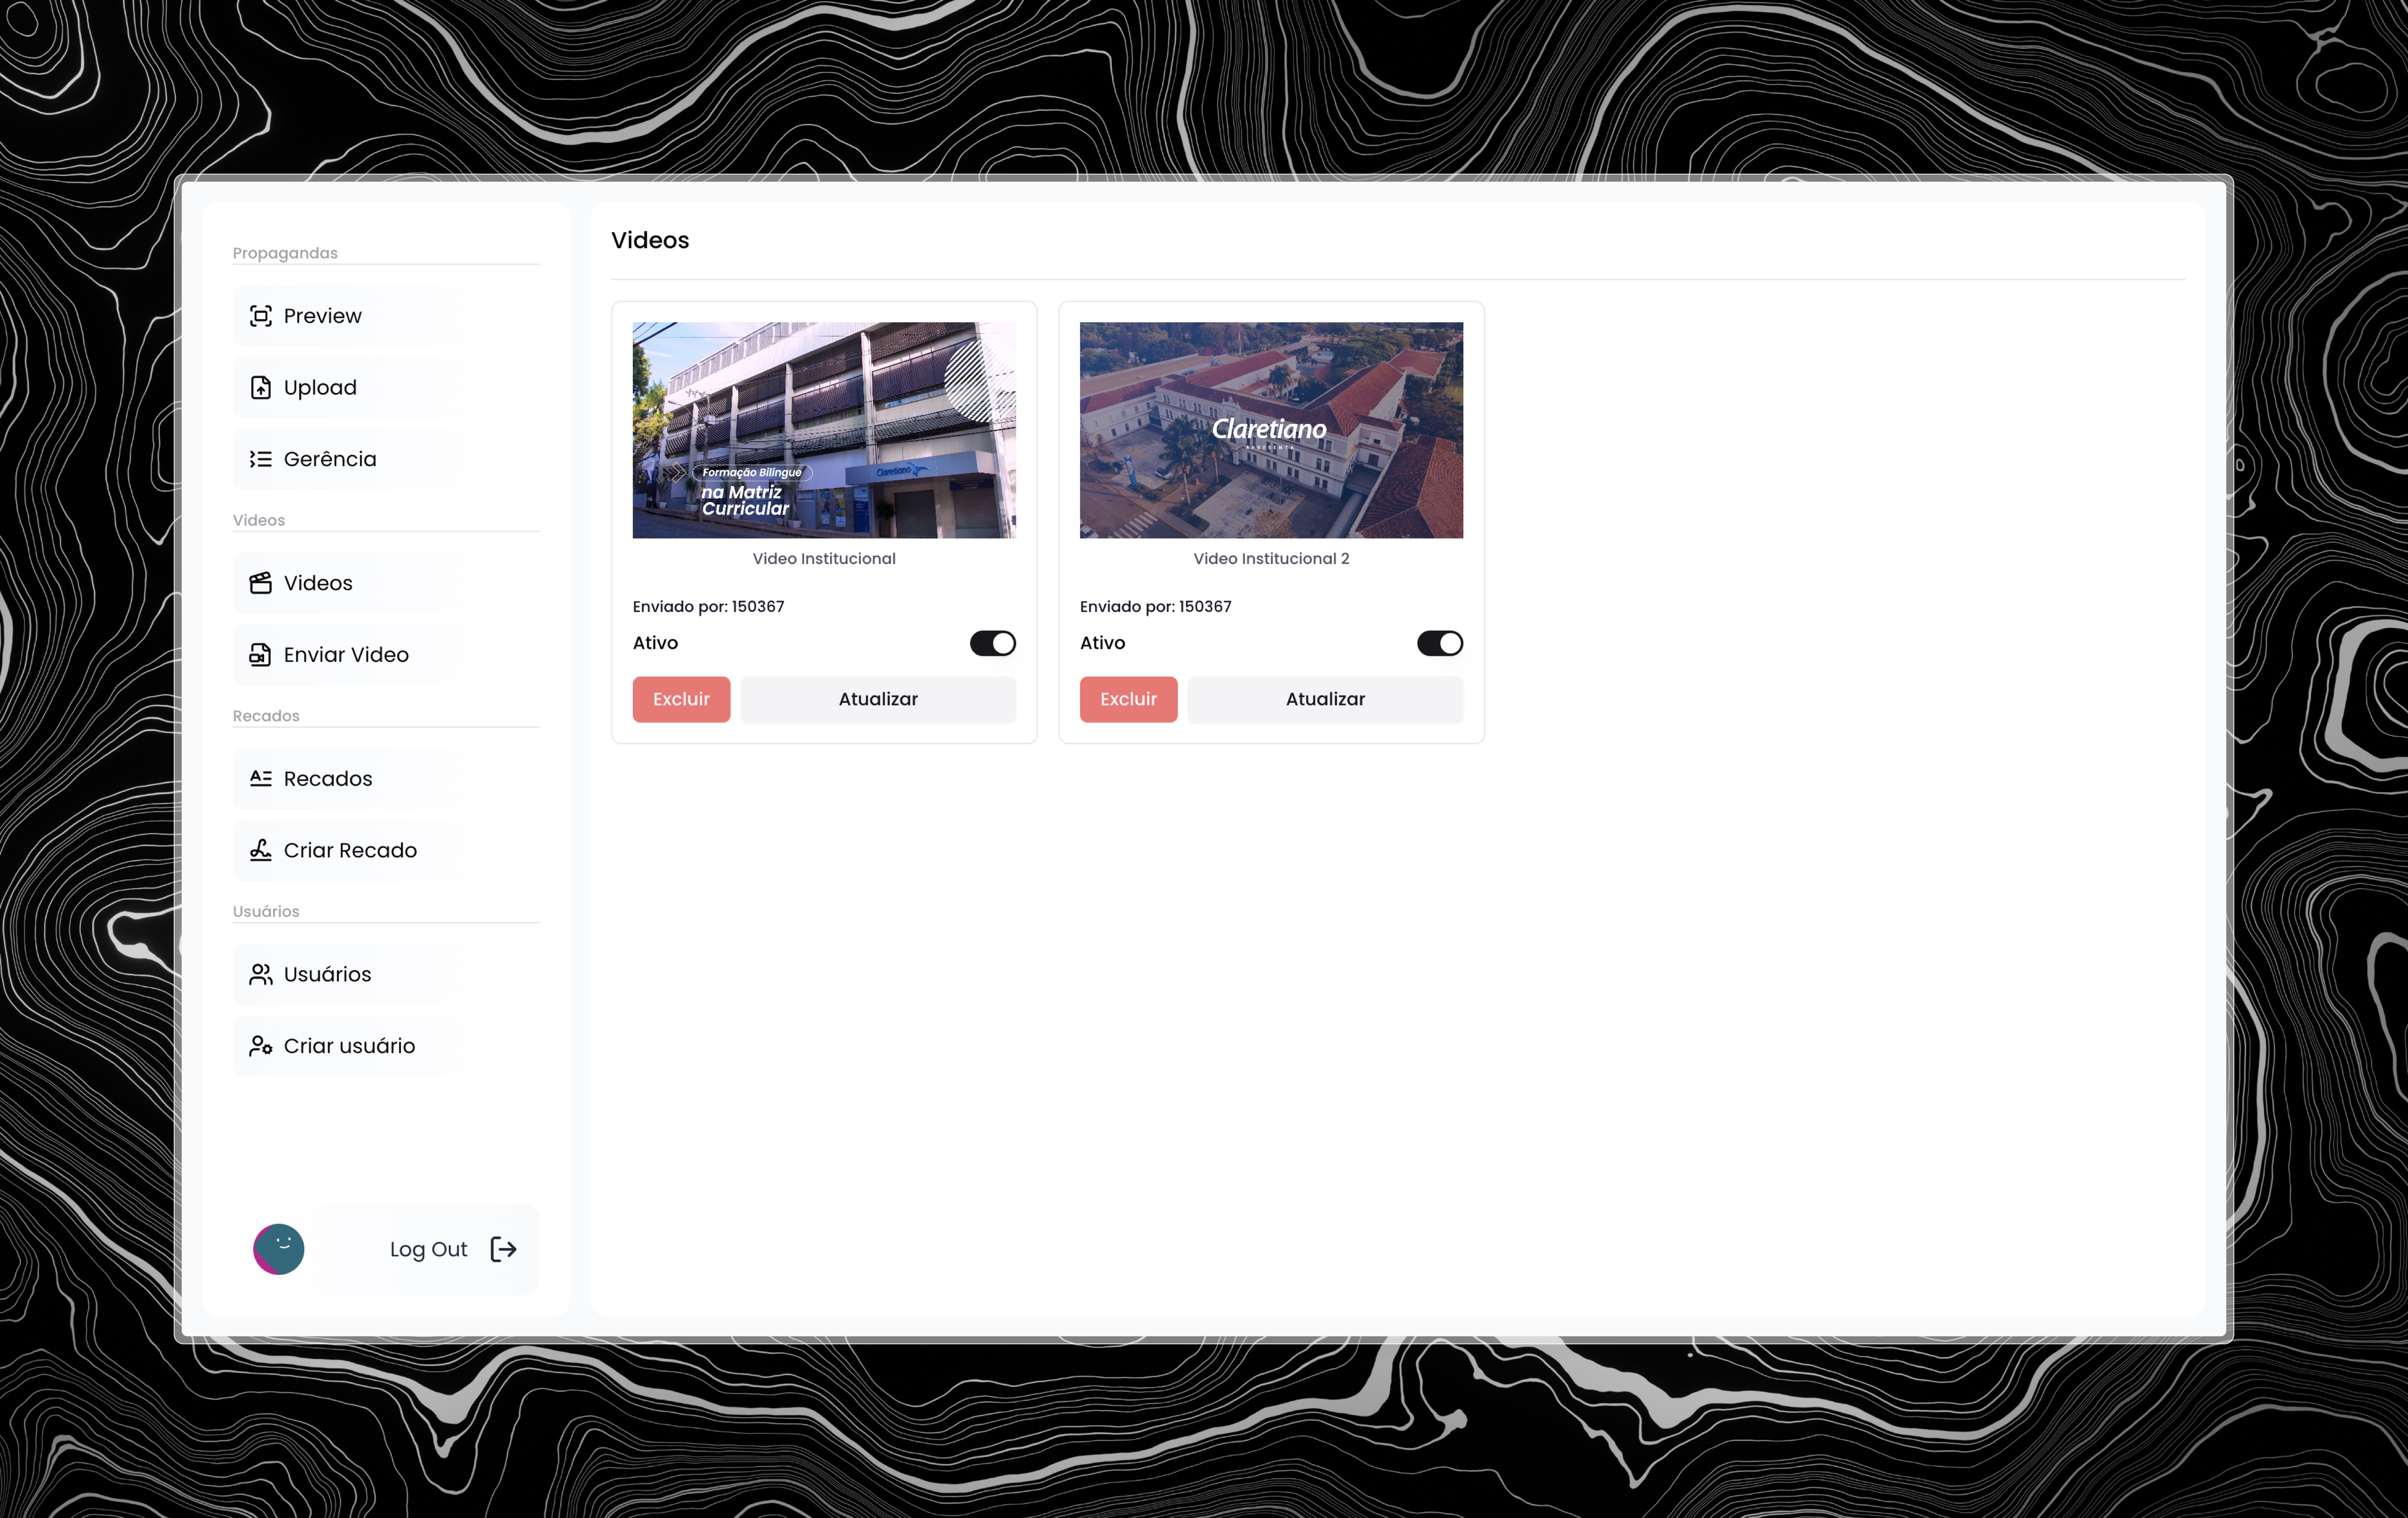 Propagandas
Preview
Upload
Gerência
Videos
Videos
Enviar Video
Recados
Recados
Criar Recado
Usuários
Usuários
Criar usuário
Log Out
Videos
Formação Bilíngue
na Matriz
Curricular
Claretiano
Video Institucional
Enviado por: 150367
Ativo
Excluir
Atualizar
Claretiano
APRESENTA
Video Institucional 2
Enviado por: 150367
Ativo
Excluir
Atualizar